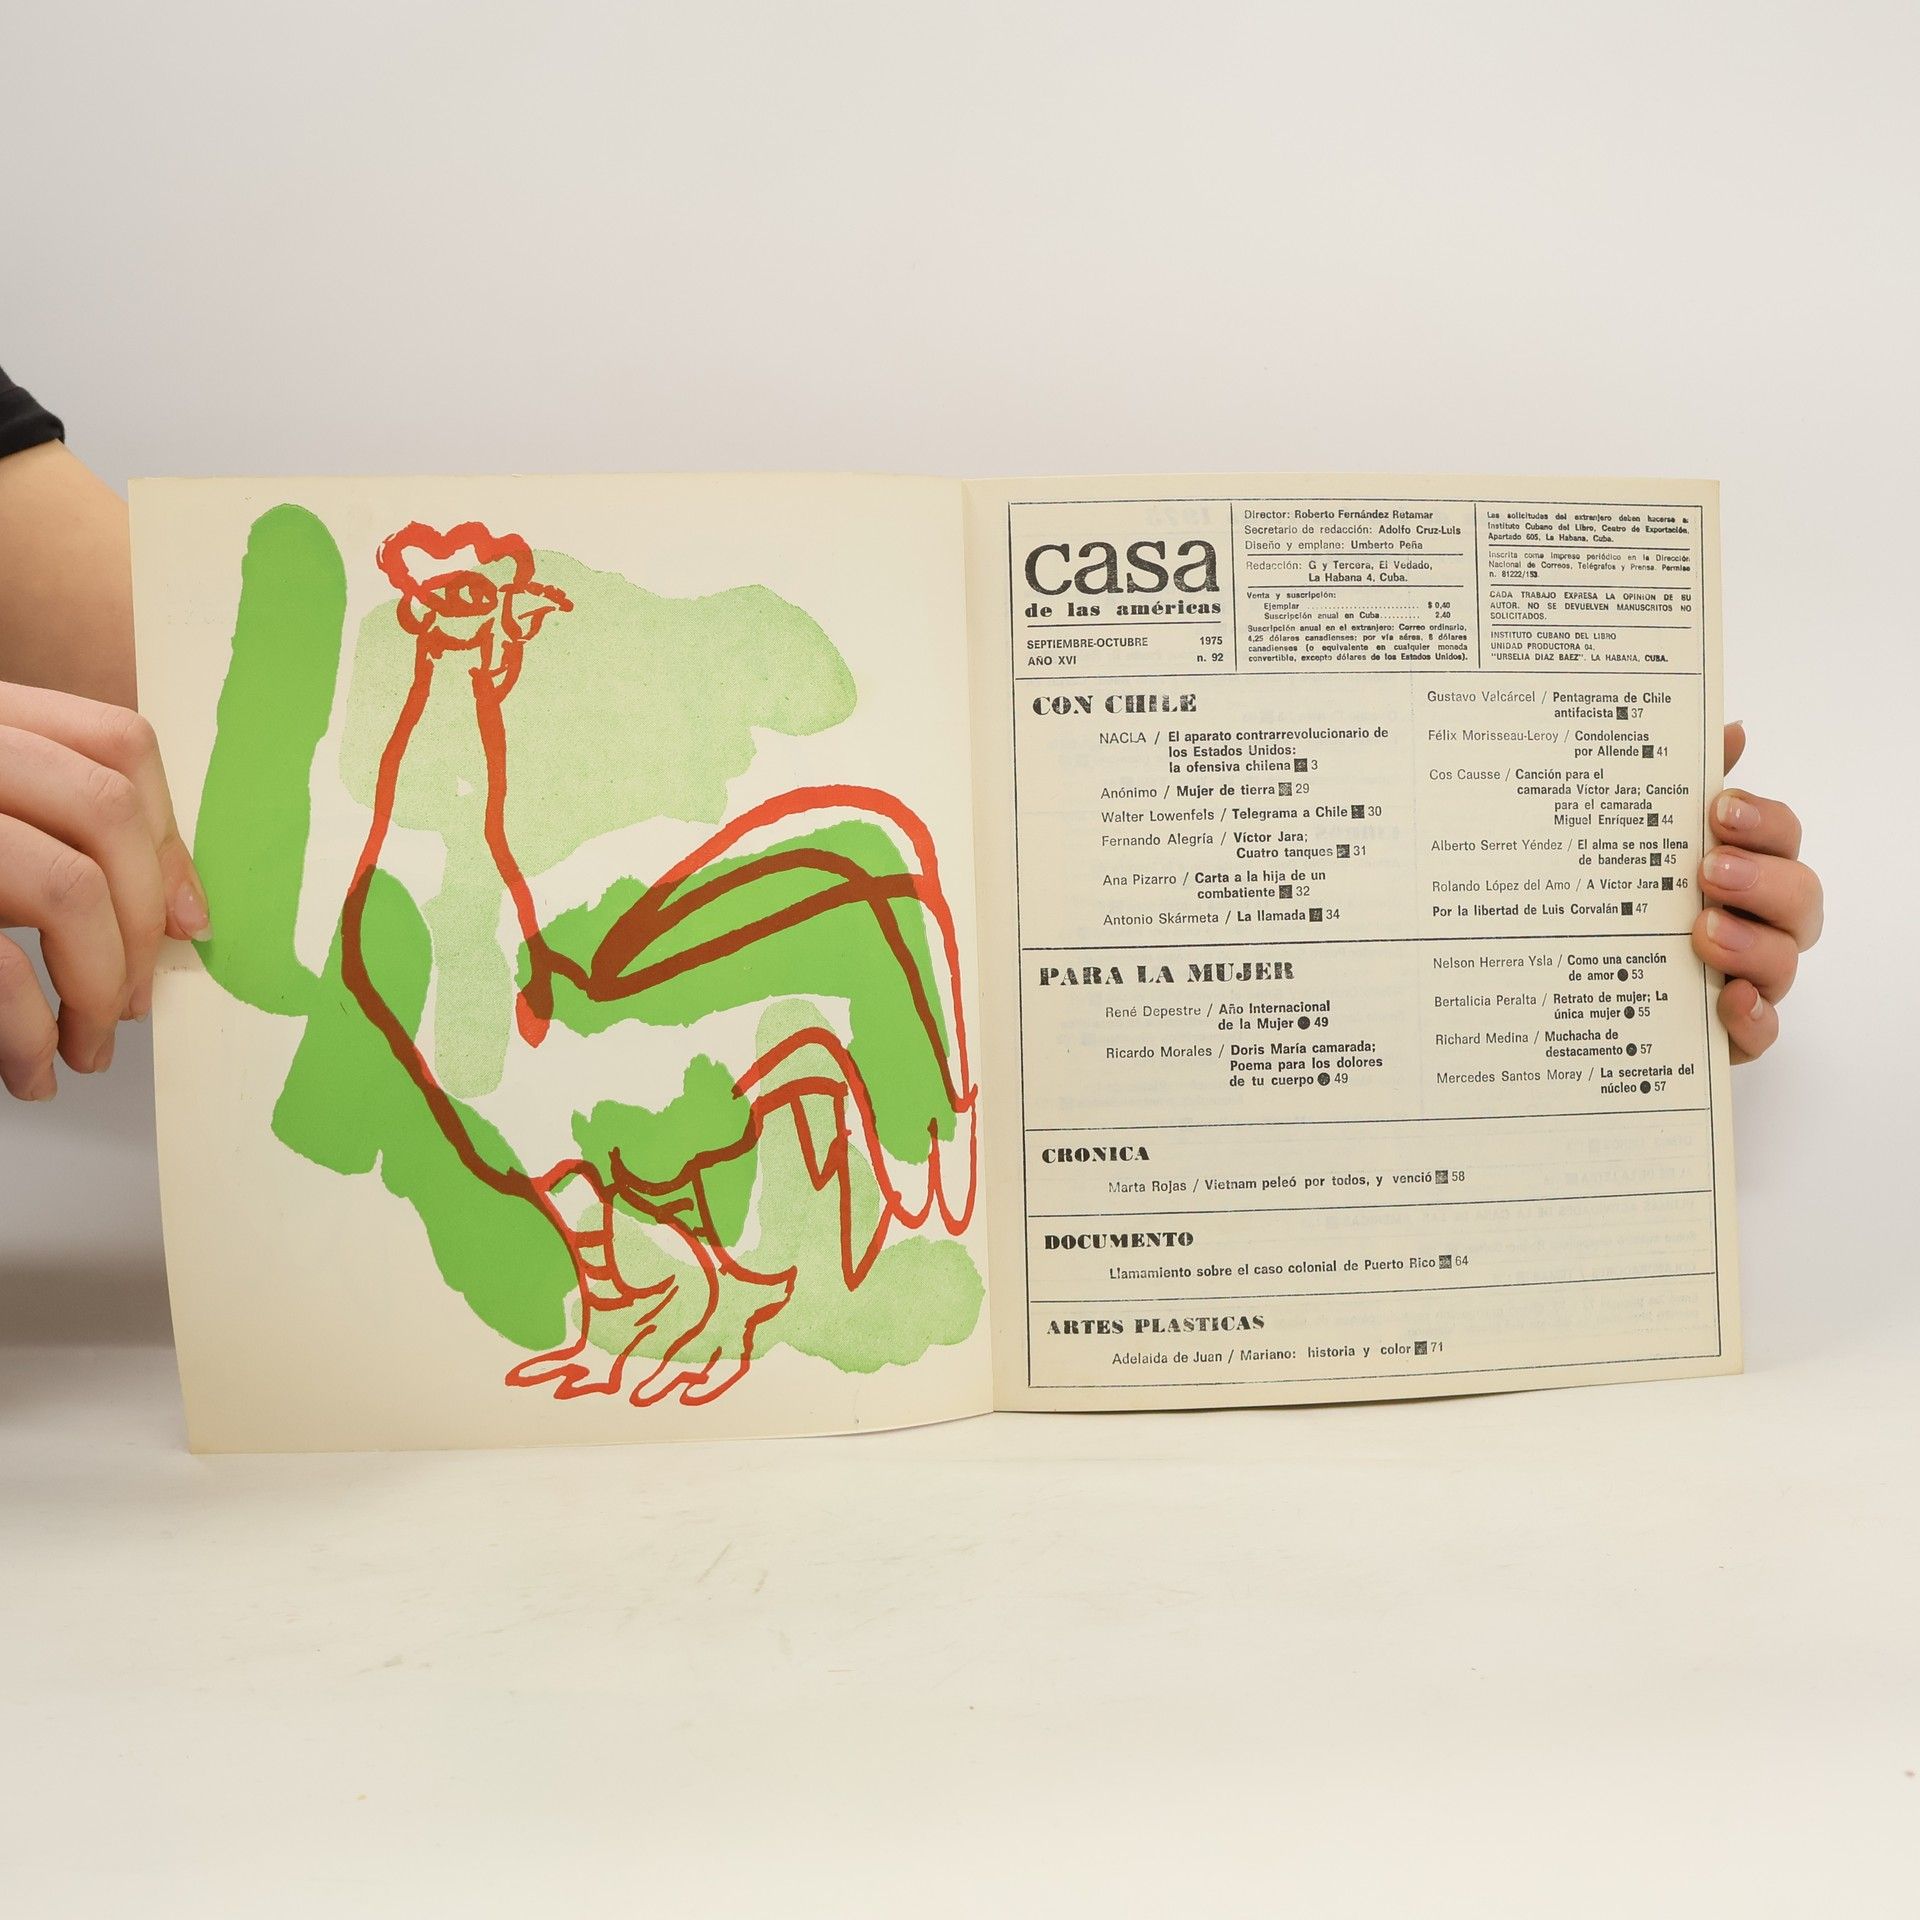 casa
de las américas
SEPTIEMBRE-OCTUBRE 1975
AÑO XVI n. 92
Director: Roberto Fernández Retamar
Secretario de redacción: Adolfo Cruz-Luis
Diseño y emplane: Umberto Peña
Redacción: G y Tercera, El Vedado,
La Habana 4, Cuba.
Venta y suscripción:
Ejemplar ............................ $ 0,40
Suscripción anual en Cuba.......... 2.40
Suscripción anual en el extranjero: Correo ordinario,
4,25 dólares canadienses; por vía aérea, 8 dólares
canadienses (o equivalente en cualquier moneda
convertible, excepto dólares de los Estados Unidos).
Las solicitudes del extranjero deben hacerse a:
Instituto Cubano del Libro, Centro de Exportación.
Apartado 605, La Habana. Cuba.
Inscrita como impreso periódico en la Dirección
Nacional de Correos, Telégrafos y Prensa. Permiso
n. 81222/153.
CADA TRABAJO EXPRESA LA OPINION DE SU
AUTOR. NO SE DEVUELVEN MANUSCRITOS NO
SOLICITADOS.
INSTITUTO CUBANO DEL LIBRO
UNIDAD PRODUCTORA 04,
"URSELIA DIAZ BAEZ". LA HABANA, CUBA.
CON CHILE
NACLA / El aparato contrarrevolucionario de
los Estados Unidos:
la ofensiva chilena 3
Anónimo / Mujer de tierra 29
Walter Lowenfels / Telegrama a Chile 30
Fernando Alegría / Víctor Jara;
Cuatro tanques 31
Ana Pizarro / Carta a la hija de un
combatiente 32
Antonio Skármeta / La llamada 34
Gustavo Valcárcel / Pentagrama de Chile
antifacista 37
Félix Morisseau-Leroy / Condolencias
por Allende 41
Cos Causse / Canción para el
camarada Víctor Jara; Canción
para el camarada
Miguel Enríquez 44
Alberto Serret Yéndez / El alma se nos llena
de banderas 45
Rolando López del Amo / A Víctor Jara 46
Por la libertad de Luis Corvalán 47
PARA LA MUJER
René Depestre / Año Internacional
de la Mujer 49
Ricardo Morales / Doris María camarada;
Poema para los dolores
de tu cuerpo 49
Nelson Herrera Ysla / Como una canción
de amor 53
Bertalicia Peralta / Retrato de mujer; La
única mujer 55
Richard Medina / Muchacha de
destacamento 57
Mercedes Santos Moray / La secretaria del
núcleo 57
CRONICA
Marta Rojas / Vietnam peleó por todos, y venció 58
DOCUMENTO
Llamamiento sobre el caso colonial de Puerto Rico 64
ARTES PLASTICAS
Adelaida de Juan / Mariano: historia y color 71